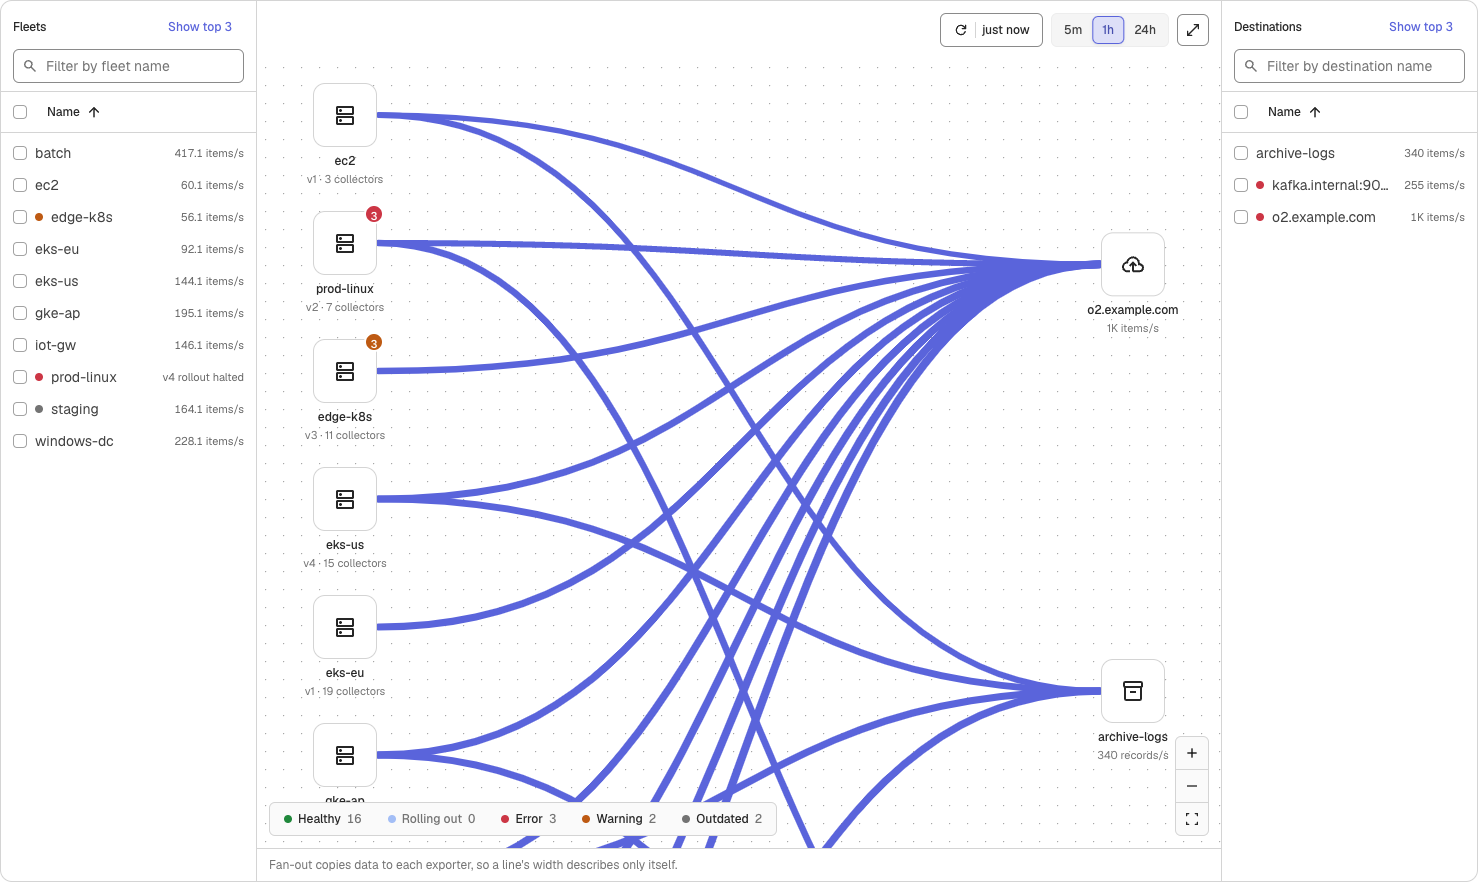 Fleets
Show top 3
Filter by fleet name
Name
batch 417.1 items/s
ec2 60.1 items/s
edge-k8s 56.1 items/s
eks-eu 92.1 items/s
eks-us 144.1 items/s
gke-ap 195.1 items/s
iot-gw 146.1 items/s
prod-linux v4 rollout halted
staging 164.1 items/s
windows-dc 228.1 items/s
just now
5m 1h 24h
ec2
v1 · 3 collectors
3
prod-linux
v2 · 7 collectors
3
edge-k8s
v3 · 11 collectors
eks-us
v4 · 15 collectors
eks-eu
v1 · 19 collectors
gke-ap
o2.example.com
1K items/s
archive-logs
340 records/s
Healthy 16 Rolling out 0 Error 3 Warning 2 Outdated 2
Fan-out copies data to each exporter, so a line's width describes only itself.
Destinations
Show top 3
Filter by destination name
Name
archive-logs 340 items/s
kafka.internal:90... 255 items/s
o2.example.com 1K items/s